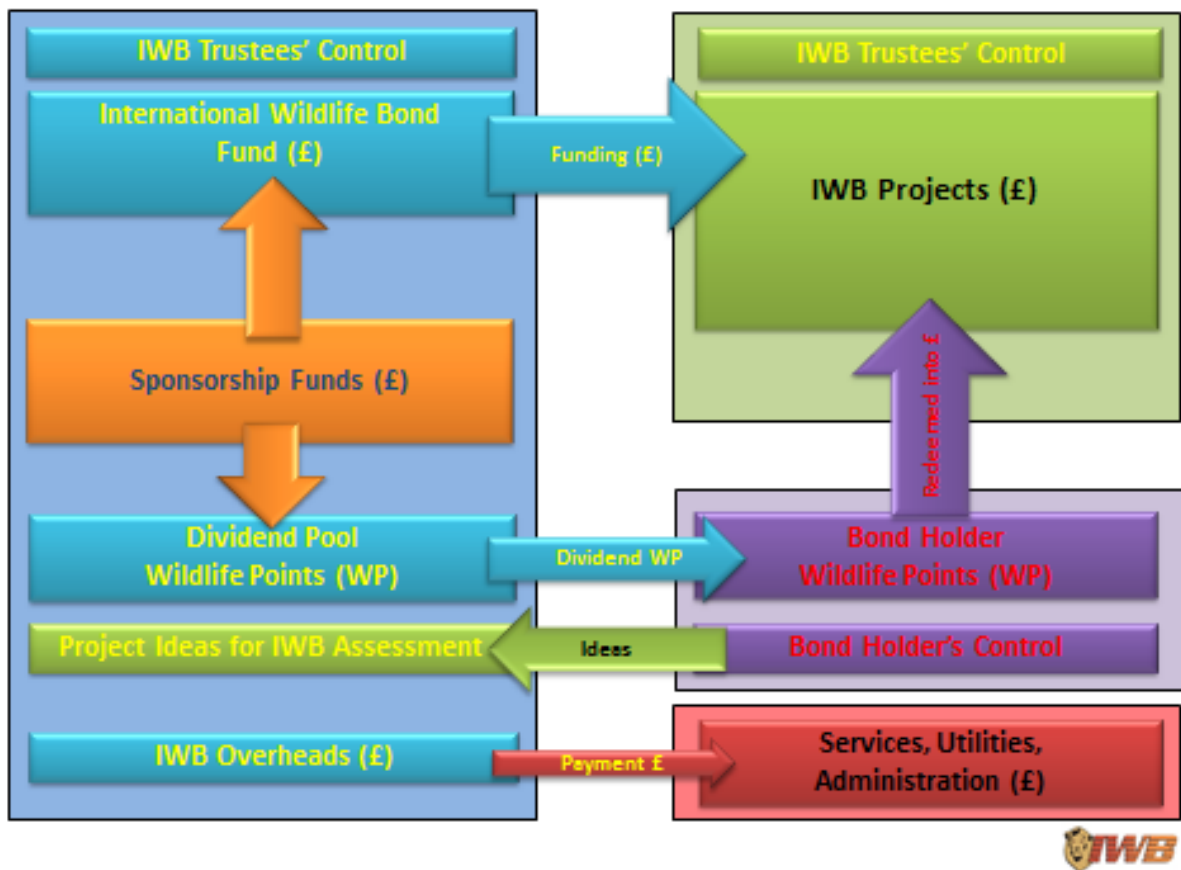 IWB Trustees' Control
International Wildlife Bond
Fund (£)
Sponsorship Funds (£)
Dividend Pool
Wildlife Points (WP)
Project Ideas for IWB Assessment
IWB Overheads (£)
Funding (£)
Dividend WP
Ideas
Payment £
IWB Trustees' Control
IWB Projects (£)
Redeemed into £
Bond Holder
Wildlife Points (WP)
Bond Holder's Control
Services, Utilities,
Administration (£)
IWB